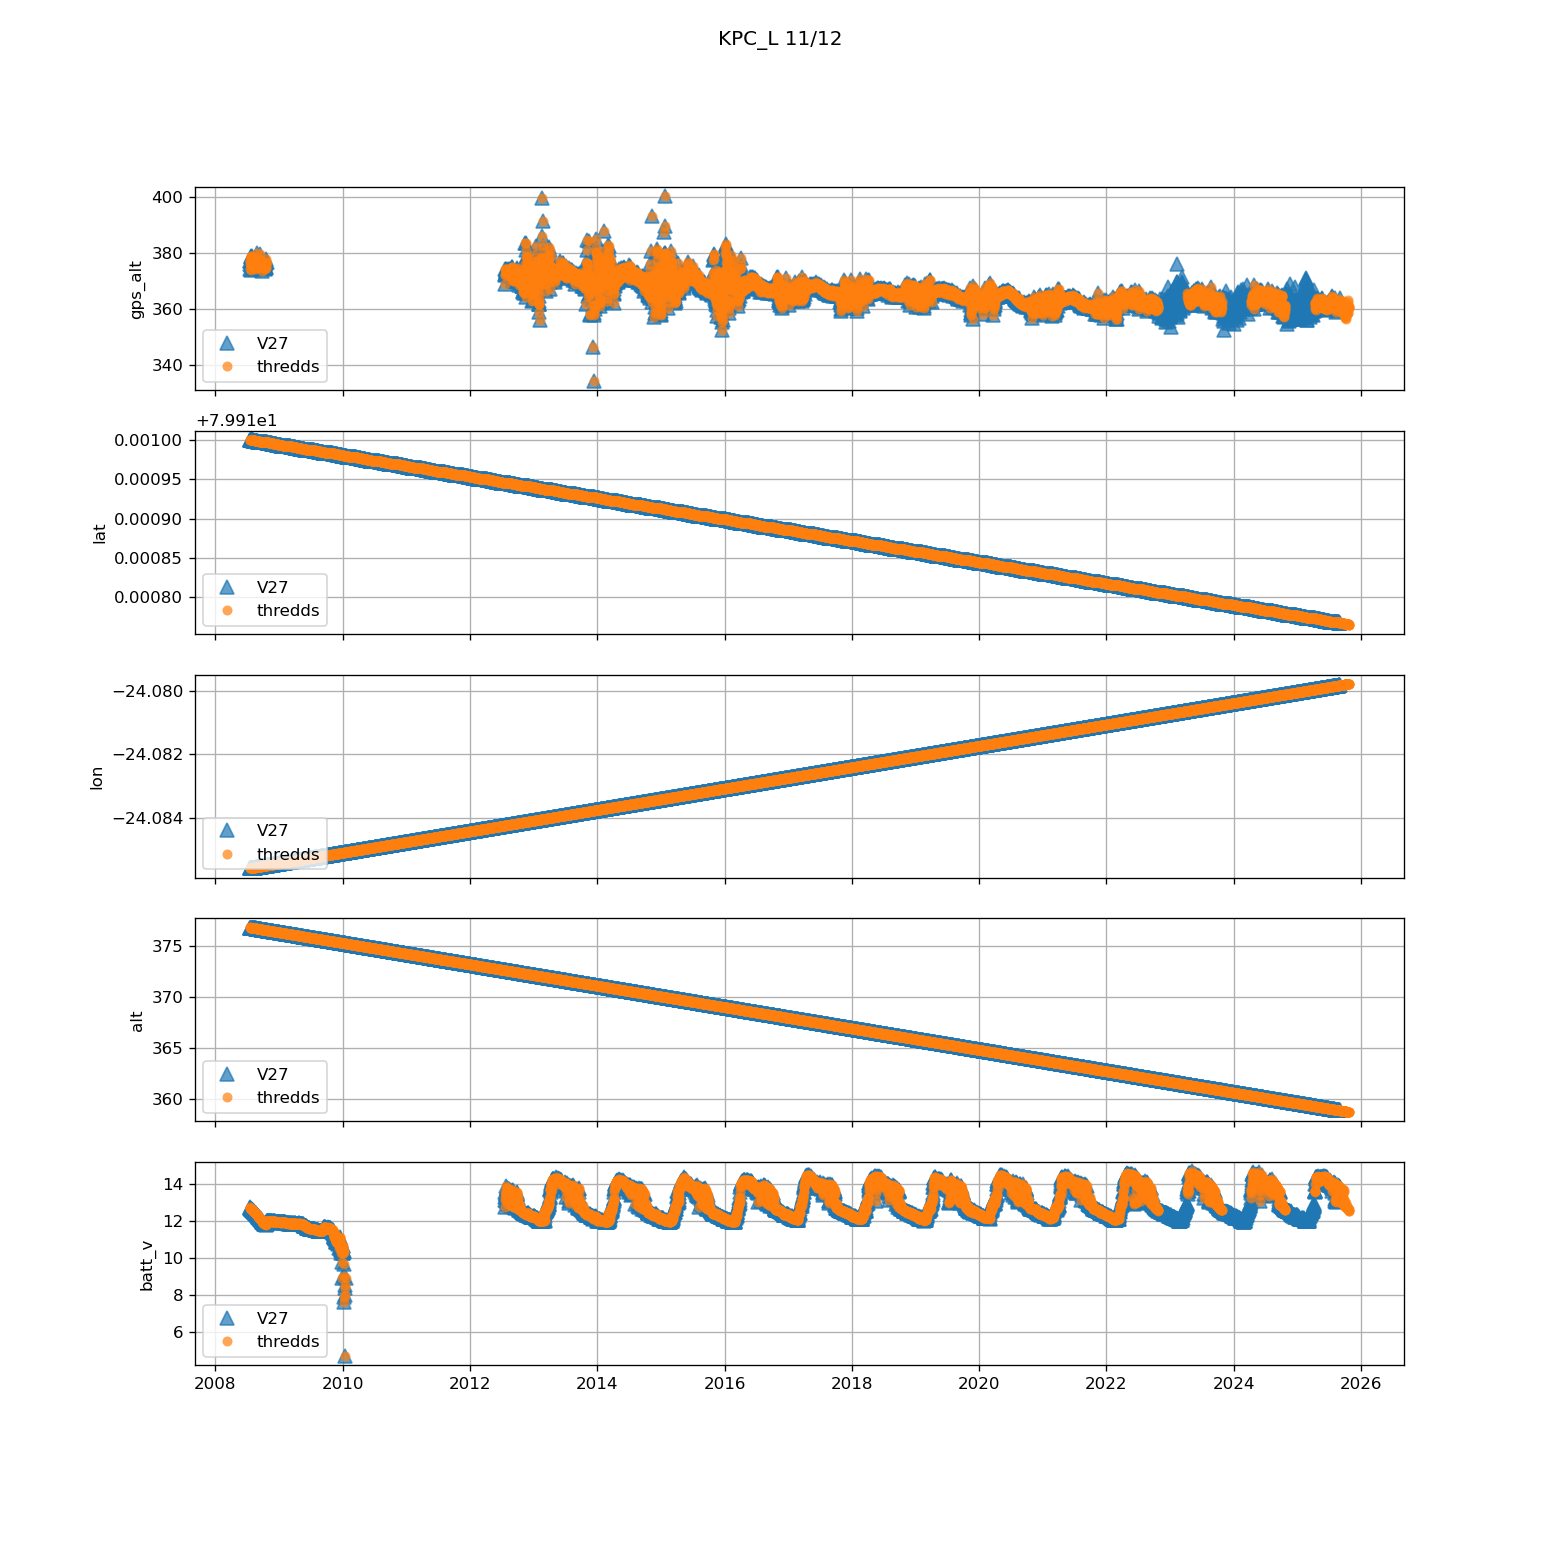 KPC_L 11/12
400
380
360
340
gps_alt
V27
thredds
+7.991e1
0.00100
0.00095
0.00090
0.00085
0.00080
lat
V27
thredds
−24.080
−24.082
−24.084
lon
V27
thredds
375
370
365
360
alt
V27
thredds
14
12
10
8
6
batt_v
V27
thredds
2008 2010 2012 2014 2016 2018 2020 2022 2024 2026